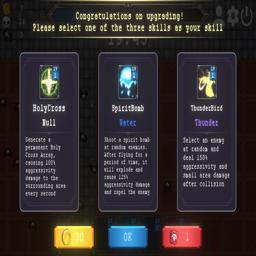 Congratulations on upgrading!
Please select one of the three skills as your skill
HolyCross
Null
Generate a
permanent Holy
Cross Array,
causing 100%
aggressivity
damage to the
surrounding area
every second
SpiritBomb
Water
Shoot a spirit bomb
at random enemies.
After flying for a
period of time, it
will explode and
cause 125%
aggressivity damage
and repel the enemy
ThunderBird
Thunder
Select an enemy
at random and
deal 150%
aggressivity and
small area damage
after collision
OK
1